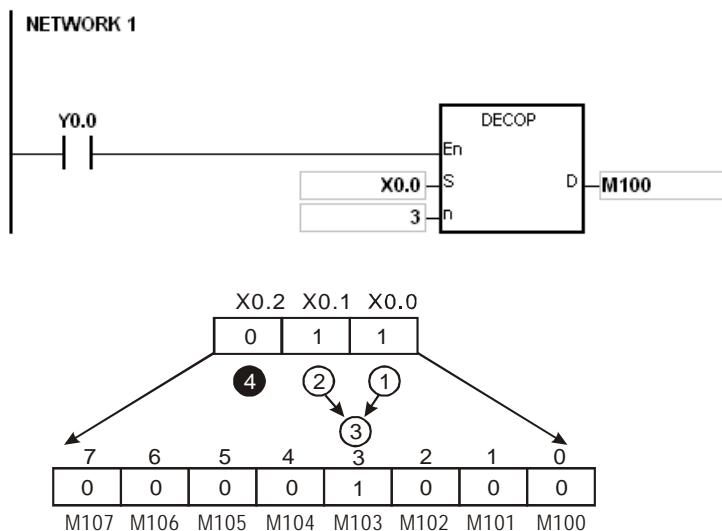 NETWORK 1
Y0.0
DECOP
En
X0.0 S D M100
3 n
X0.2 X0.1 X0.0
0 1 1
4 2 1
3
7 6 5 4 3 2 1 0
0 0 0 0 1 0 0 0
M107 M106 M105 M104 M103 M102 M101 M100